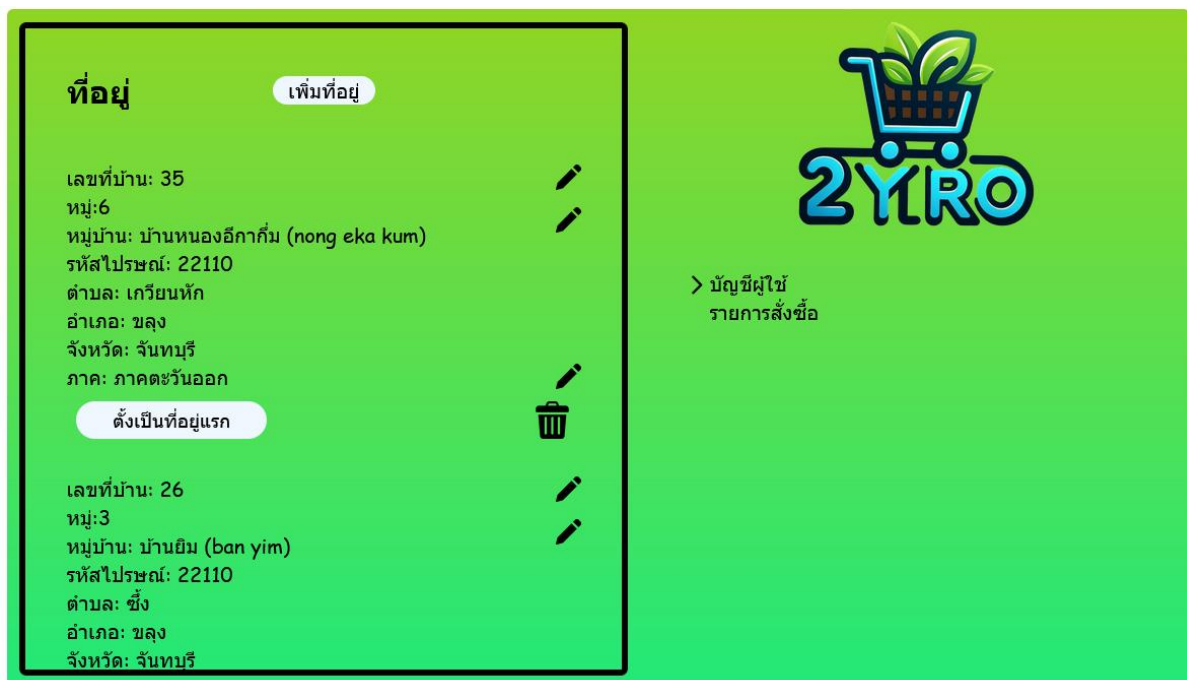 ที่อยู่
เพิ่มที่อยู่
เลขที่บ้าน: 35
หมู่:6
หมู่บ้าน: บ้านหนองอีกากึ่ม (nong eka kum)
รหัสไปรษณ์: 22110
ตำบล: เกวียนหัก
อำเภอ: ขลุง
จังหวัด: จันทบุรี
ภาค: ภาคตะวันออก
ตั้งเป็นที่อยู่แรก
เลขที่บ้าน: 26
หมู่:3
หมู่บ้าน: บ้านยิม (ban yim)
รหัสไปรษณ์: 22110
ตำบล: ซึ้ง
อำเภอ: ขลุง
จังหวัด: จันทบุรี
2YRO
บัญชีผู้ใช้
รายการสั่งซื้อ